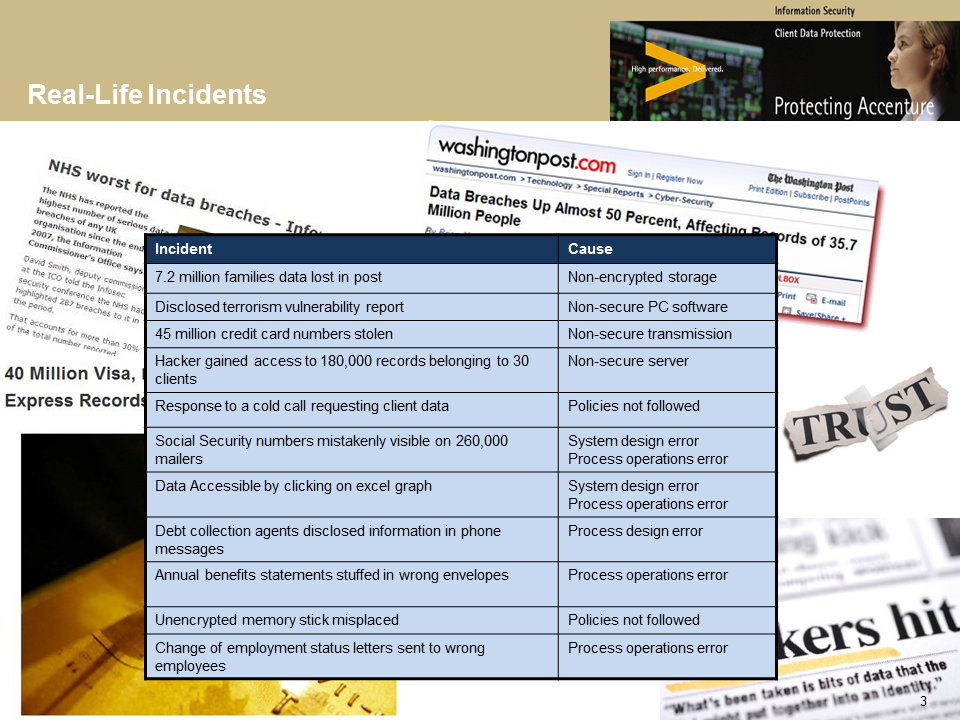 Information Security
Client Data Protection
High performance. Delivered.
Protecting Accenture
Real-Life Incidents
NHS worst for data breaches - Info
The NHS has reported the
highest number of serious data
breaches of any UK
organisation since the end
2007, the Information
Commissioner's Office says
David Smith, deputy commission
at the ICO told the Infosec
security conference the NHS had
highlighted 287 breaches to it in
the period.
That accounts for more than 30%
of the total number reported
washingtonpost.com
Sign In | Register Now
The Washington Post
Print Edition | Subscribe | PostPoints
washingtonpost.com > Technology > Special Reports > Cyber-Security
Data Breaches Up Almost 50 Percent, Affecting Records of 35.7
Million People
By
LBOX
Print E-mail
Save/Share +
40 Million Visa,
Express Records
Incident Cause
7.2 million families data lost in post Non-encrypted storage
Disclosed terrorism vulnerability report Non-secure PC software
45 million credit card numbers stolen Non-secure transmission
Hacker gained access to 180,000 records belonging to 30 Non-secure server
clients
Response to a cold call requesting client data Policies not followed
Social Security numbers mistakenly visible on 260,000 System design error
mailers Process operations error
Data Accessible by clicking on excel graph System design error
Process operations error
Debt collection agents disclosed information in phone Process design error
messages
Annual benefits statements stuffed in wrong envelopes Process operations error
Unencrypted memory stick misplaced Policies not followed
Change of employment status letters sent to wrong Process operations error
employees
TRUST
kers hit
"What's been taken is bits of data that the
put together into an identity."
3